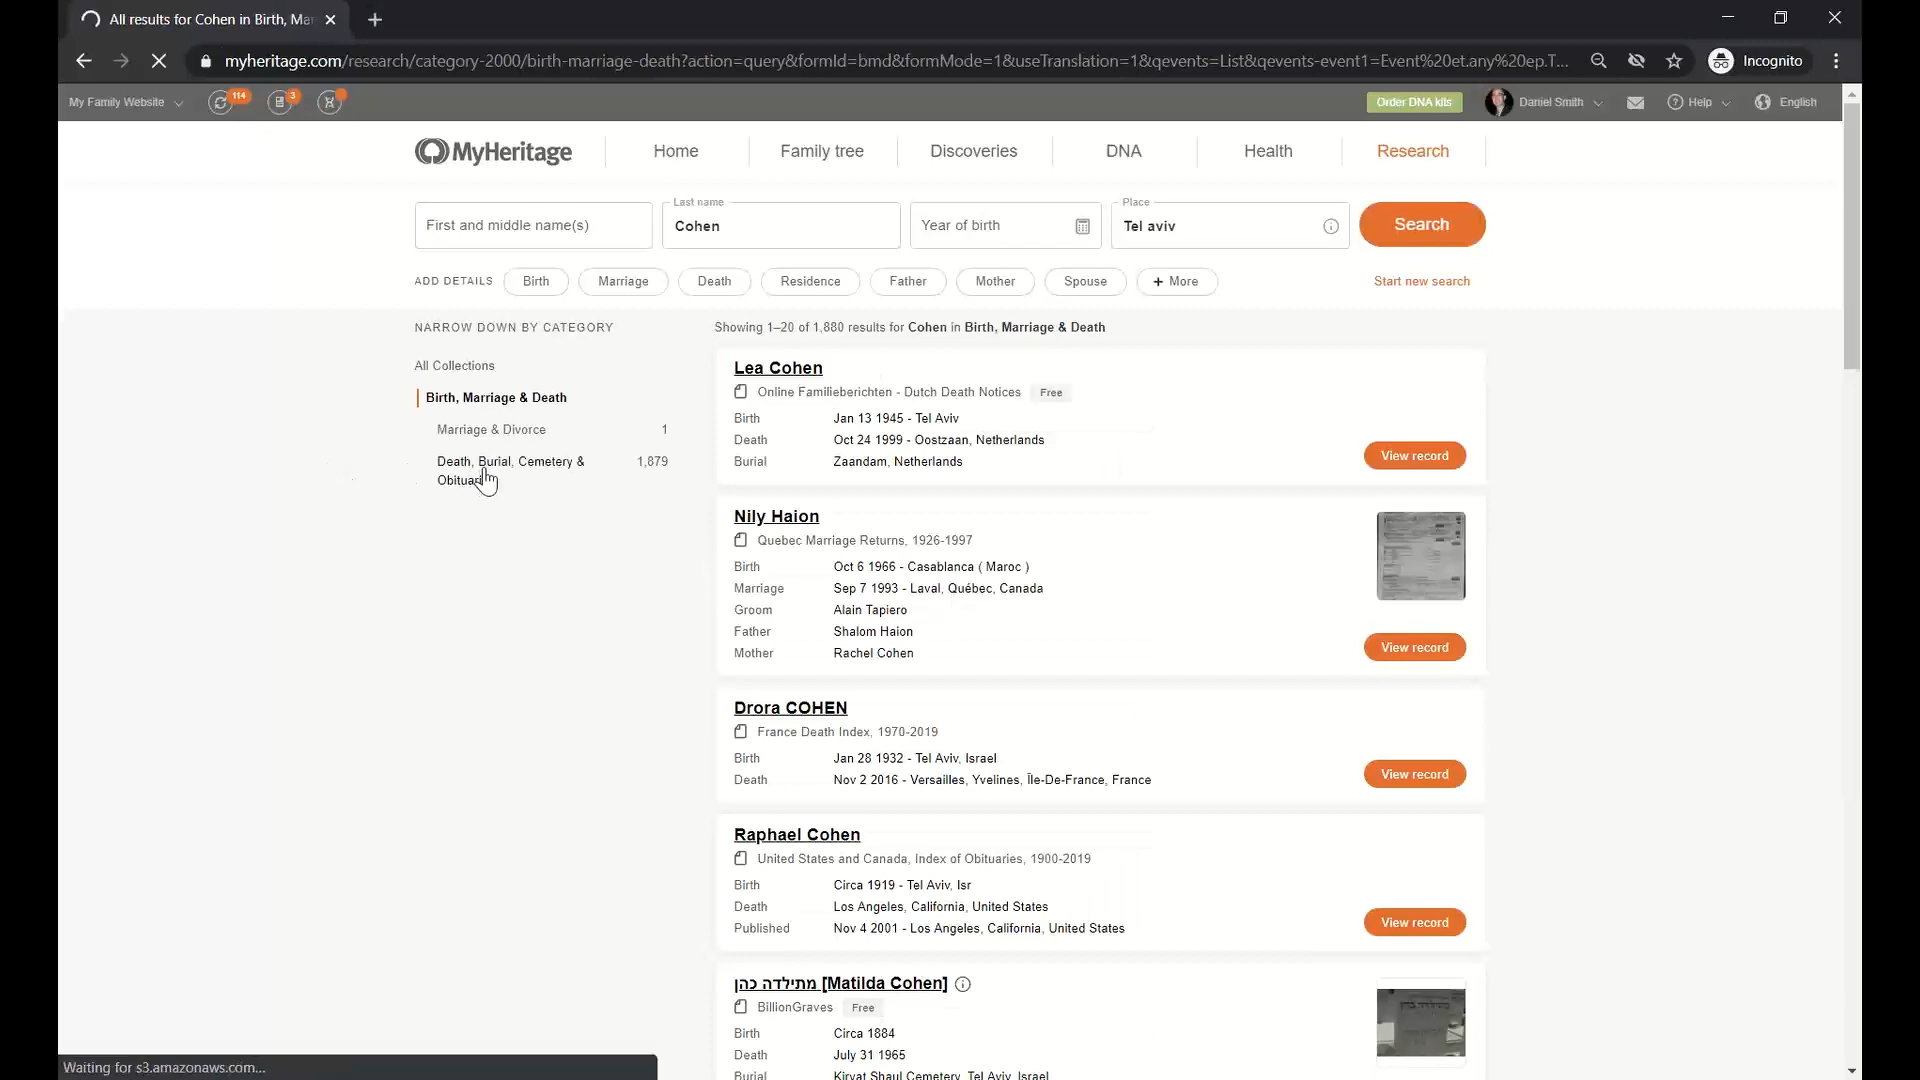 All results for Cohen in Birth, Mar
myheritage.com/research/category-2000/birth-marriage-death?action=query&formId=bmd&formMode=1&useTranslation=1&qevents=List&qevents-event1=Event%20et.any%20ep.T...
Incognito
My Family Website
114
3
Order DNA kits
Daniel Smith
Help
English
MyHeritage
Home
Family tree
Discoveries
DNA
Health
Research
First and middle name(s)
Last name
Cohen
Year of birth
Place
Tel aviv
Search
ADD DETAILS
Birth
Marriage
Death
Residence
Father
Mother
Spouse
+ More
Start new search
NARROW DOWN BY CATEGORY
All Collections
Birth, Marriage & Death
Marriage & Divorce 1
Death, Burial, Cemetery & 1,879
Showing 1–20 of 1,880 results for Cohen in Birth, Marriage & Death
Lea Cohen
Online Familieberichten - Dutch Death Notices Free
Birth Jan 13 1945 - Tel Aviv
Death Oct 24 1999 - Oostzaan, Netherlands
Burial Zaandam, Netherlands
View record
Nily Haion
Quebec Marriage Returns, 1926-1997
Birth Oct 6 1966 - Casablanca ( Maroc )
Marriage Sep 7 1993 - Laval, Québec, Canada
Groom Alain Tapiero
Father Shalom Haion
Mother Rachel Cohen
View record
Drora COHEN
France Death Index, 1970-2019
Birth Jan 28 1932 - Tel Aviv, Israel
Death Nov 2 2016 - Versailles, Yvelines, Île-De-France, France
View record
Raphael Cohen
United States and Canada, Index of Obituaries, 1900-2019
Birth Circa 1919 - Tel Aviv, Isr
Death Los Angeles, California, United States
Published Nov 4 2001 - Los Angeles, California, United States
View record
מתילדה כהן [Matilda Cohen]
BillionGraves Free
Birth Circa 1884
Death July 31 1965
Burial Kiryat Shaul Cemetery, Tel Aviv, Israel
Waiting for s3.amazonaws.com...